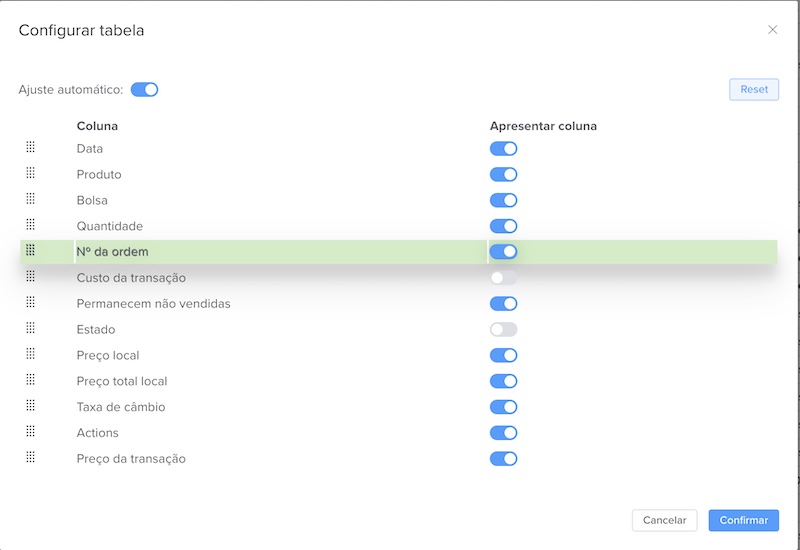 Configurar tabela
Ajuste automático:
Reset
Coluna Apresentar coluna
Data
Produto
Bolsa
Quantidade
Nº da ordem
Custo da transação
Permanecem não vendidas
Estado
Preço local
Preço total local
Taxa de câmbio
Actions
Preço da transação
Cancelar Confirmar